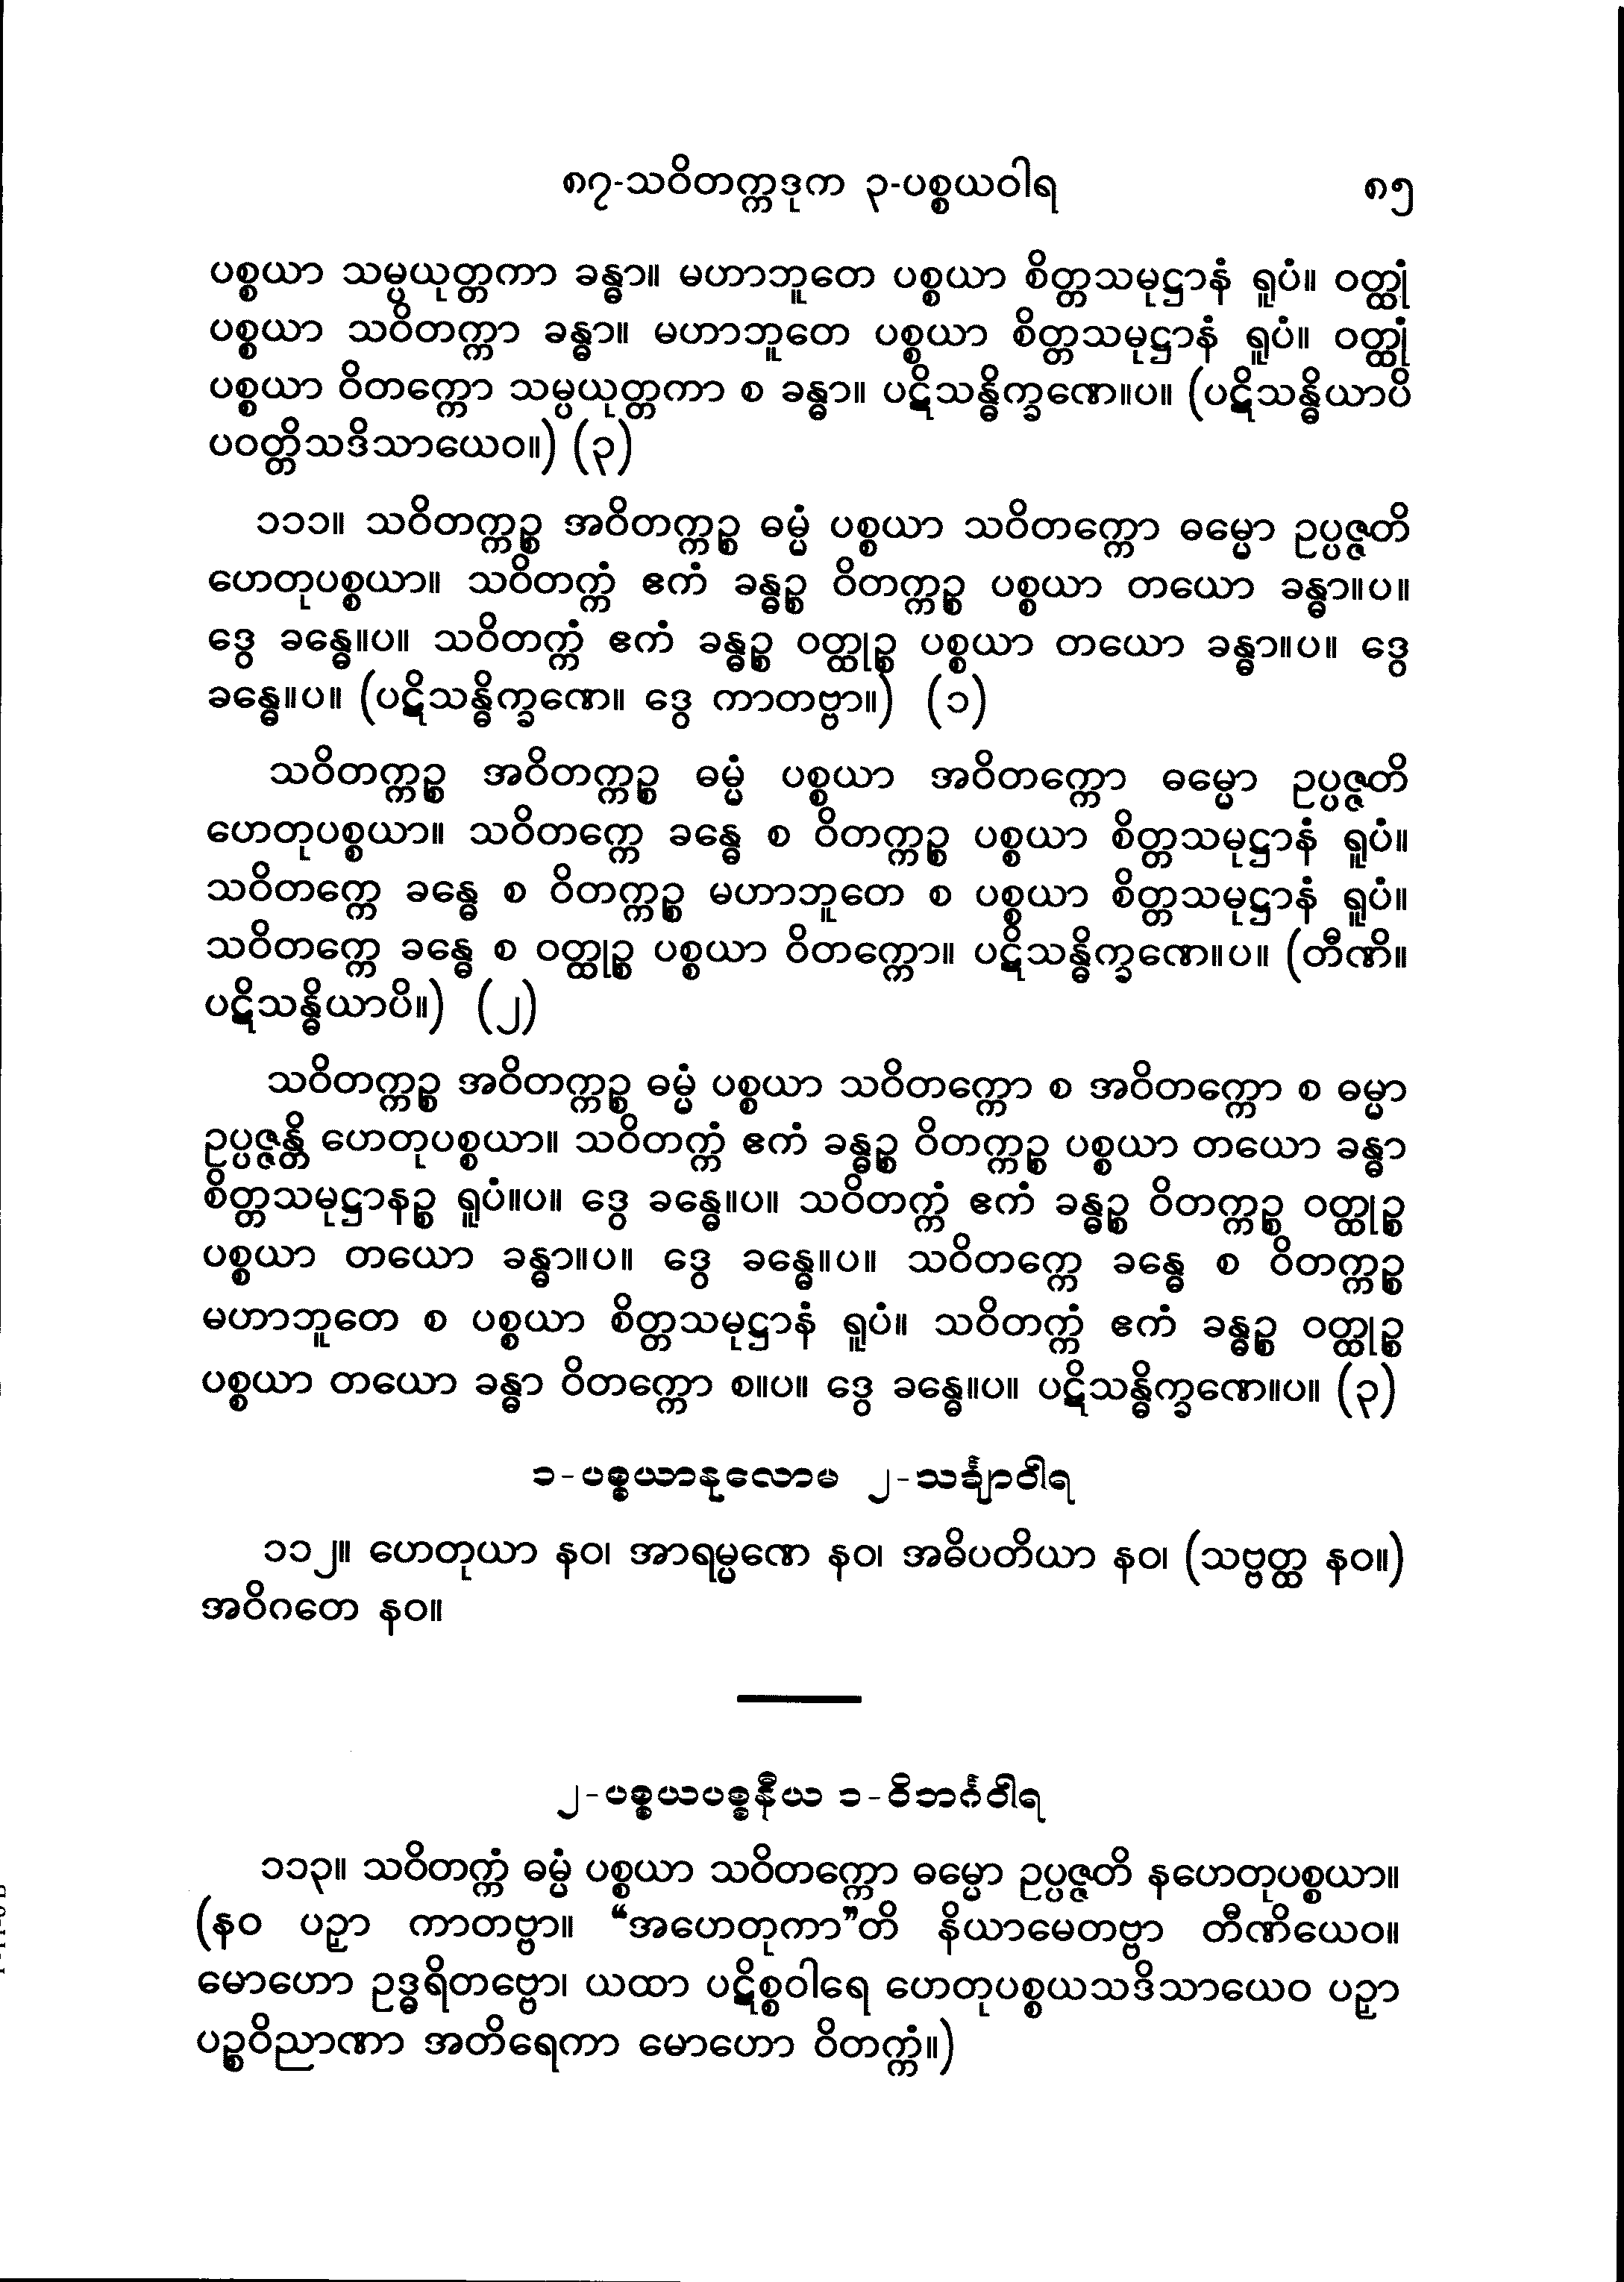 ၈၇-သဝိတက္ကဒုက ၃-ပစ္စယဝါရ ၈၅
ပစ္စယာ သမ္ပယုတ္တကာ ခန္ဓာ။ မဟာဘူတေ ပစ္စယာ စိတ္တသမုဋ္ဌာနံ ရူပံ။ ဝတ္ထုံ
ပစ္စယာ သဝိတက္ကာ ခန္ဓာ။ မဟာဘူတေ ပစ္စယာ စိတ္တသမုဋ္ဌာနံ ရူပံ။ ဝတ္ထုံ
ပစ္စယာ ဝိတက္ကော သမ္ပယုတ္တကာ စ ခန္ဓာ။ ပဋိသန္ဓိက္ခဏေ။ပ။ (ပဋိသန္ဓိယာပိ
ပဝတ္တိသဒိသာယေဝ။) (၃)
၁၁၁။ သဝိတက္ကဉ္စ အဝိတက္ကဉ္စ ဓမ္မံ ပစ္စယာ သဝိတက္ကော ဓမ္မော ဥပ္ပဇ္ဇတိ
ဟေတုပစ္စယာ။ သဝိတက္ကံ ဧကံ ခန္ဓဉ္စ ဝိတက္ကဉ္စ ပစ္စယာ တယော ခန္ဓာ။ပ။
ဒွေ ခန္ဓေ။ပ။ သဝိတက္ကံ ဧကံ ခန္ဓဉ္စ ဝတ္ထုဉ္စ ပစ္စယာ တယော ခန္ဓာ။ပ။ ဒွေ
ခန္ဓေ။ပ။ (ပဋိသန္ဓိက္ခဏေ။ ဒွေ ကာတဗ္ဗာ။) (၁)
သဝိတက္ကဉ္စ အဝိတက္ကဉ္စ ဓမ္မံ ပစ္စယာ အဝိတက္ကော ဓမ္မော ဥပ္ပဇ္ဇတိ
ဟေတုပစ္စယာ။ သဝိတက္ကေ ခန္ဓေ စ ဝိတက္ကဉ္စ ပစ္စယာ စိတ္တသမုဋ္ဌာနံ ရူပံ။
သဝိတက္ကေ ခန္ဓေ စ ဝိတက္ကဉ္စ မဟာဘူတေ စ ပစ္စယာ စိတ္တသမုဋ္ဌာနံ ရူပံ။
သဝိတက္ကေ ခန္ဓေ စ ဝတ္ထုဉ္စ ပစ္စယာ ဝိတက္ကော။ ပဋိသန္ဓိက္ခဏေ။ပ။ (တီဏိ။
ပဋိသန္ဓိယာပိ။) (၂)
သဝိတက္ကဉ္စ အဝိတက္ကဉ္စ ဓမ္မံ ပစ္စယာ သဝိတက္ကော စ အဝိတက္ကော စ ဓမ္မာ
ဥပ္ပဇ္ဇန္တိ ဟေတုပစ္စယာ။ သဝိတက္ကံ ဧကံ ခန္ဓဉ္စ ဝိတက္ကဉ္စ ပစ္စယာ တယော ခန္ဓာ
စိတ္တသမုဋ္ဌာနဉ္စ ရူပံ။ပ။ ဒွေ ခန္ဓေ။ပ။ သဝိတက္ကံ ဧကံ ခန္ဓဉ္စ ဝိတက္ကဉ္စ ဝတ္ထုဉ္စ
ပစ္စယာ တယော ခန္ဓာ။ပ။ ဒွေ ခန္ဓေ။ပ။ သဝိတက္ကေ ခန္ဓေ စ ဝိတက္ကဉ္စ
မဟာဘူတေ စ ပစ္စယာ စိတ္တသမုဋ္ဌာနံ ရူပံ။ သဝိတက္ကံ ဧကံ ခန္ဓဉ္စ ဝတ္ထုဉ္စ
ပစ္စယာ တယော ခန္ဓာ ဝိတက္ကော စ။ပ။ ဒွေ ခန္ဓေ။ပ။ ပဋိသန္ဓိက္ခဏေ။ပ။ (၃)
၁-ပစ္စယာနုလောမ ၂-သင်္ချာဝါရ
၁၁၂။ ဟေတုယာ နဝ၊ အာရမ္မဏေ နဝ၊ အဓိပတိယာ နဝ၊ (သဗ္ဗတ္ထ နဝ။)
အဝိဂတေ နဝ။
၂-ပစ္စယပစ္စနီယ ၁-ဝိဘင်္ဂဝါရ
၁၁၃။ သဝိတက္ကံ ဓမ္မံ ပစ္စယာ သဝိတက္ကော ဓမ္မော ဥပ္ပဇ္ဇတိ နဟေတုပစ္စယာ။
(နဝ ပဉှာ ကာတဗ္ဗာ။ “အဟေတုကာ”တိ နိယာမေတဗ္ဗာ တီဏိယေဝ။
မောဟော ဥဒ္ဓရိတဗ္ဗော၊ ယထာ ပဋိစ္စဝါရေ ဟေတုပစ္စယသဒိသာယေဝ ပဉှာ
ပဉ္စဝိညာဏာ အတိရေကာ မောဟော ဝိတက္ကံ။)